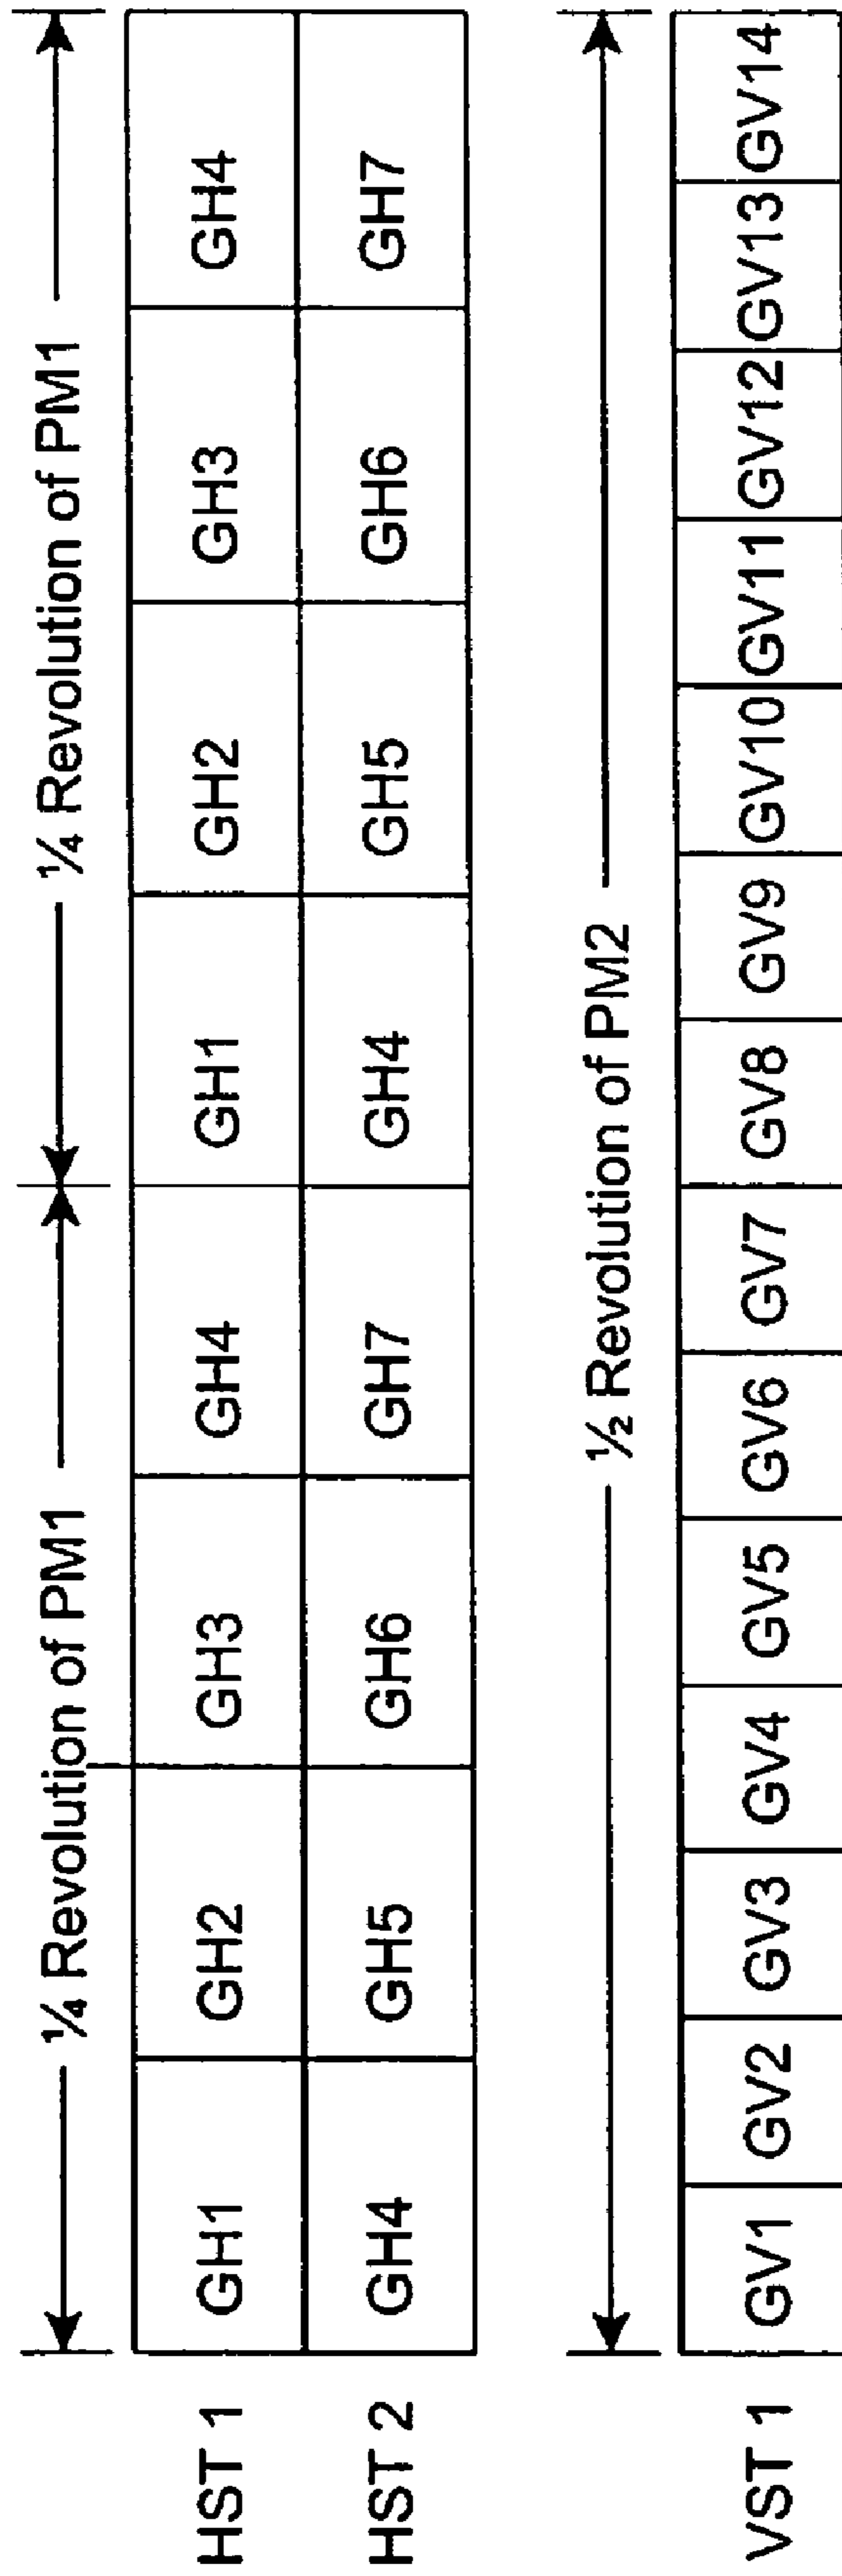 ¼ Revolution of PM1 ¼ Revolution of PM1
HST 1 GH1 GH2 GH3 GH4 GH1 GH2 GH3 GH4
HST 2 GH4 GH5 GH6 GH7 GH4 GH5 GH6 GH7
½ Revolution of PM2
VST 1 GV1 GV2 GV3 GV4 GV5 GV6 GV7 GV8 GV9 GV10 GV11 GV12 GV13 GV14